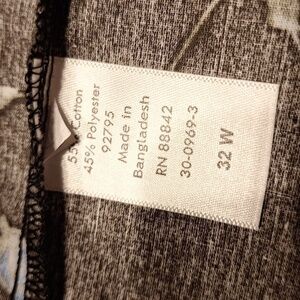 55% Cotton
45% Polyester
92795
Made in
Bangladesh
RN 88842
30-0969-3
32 W